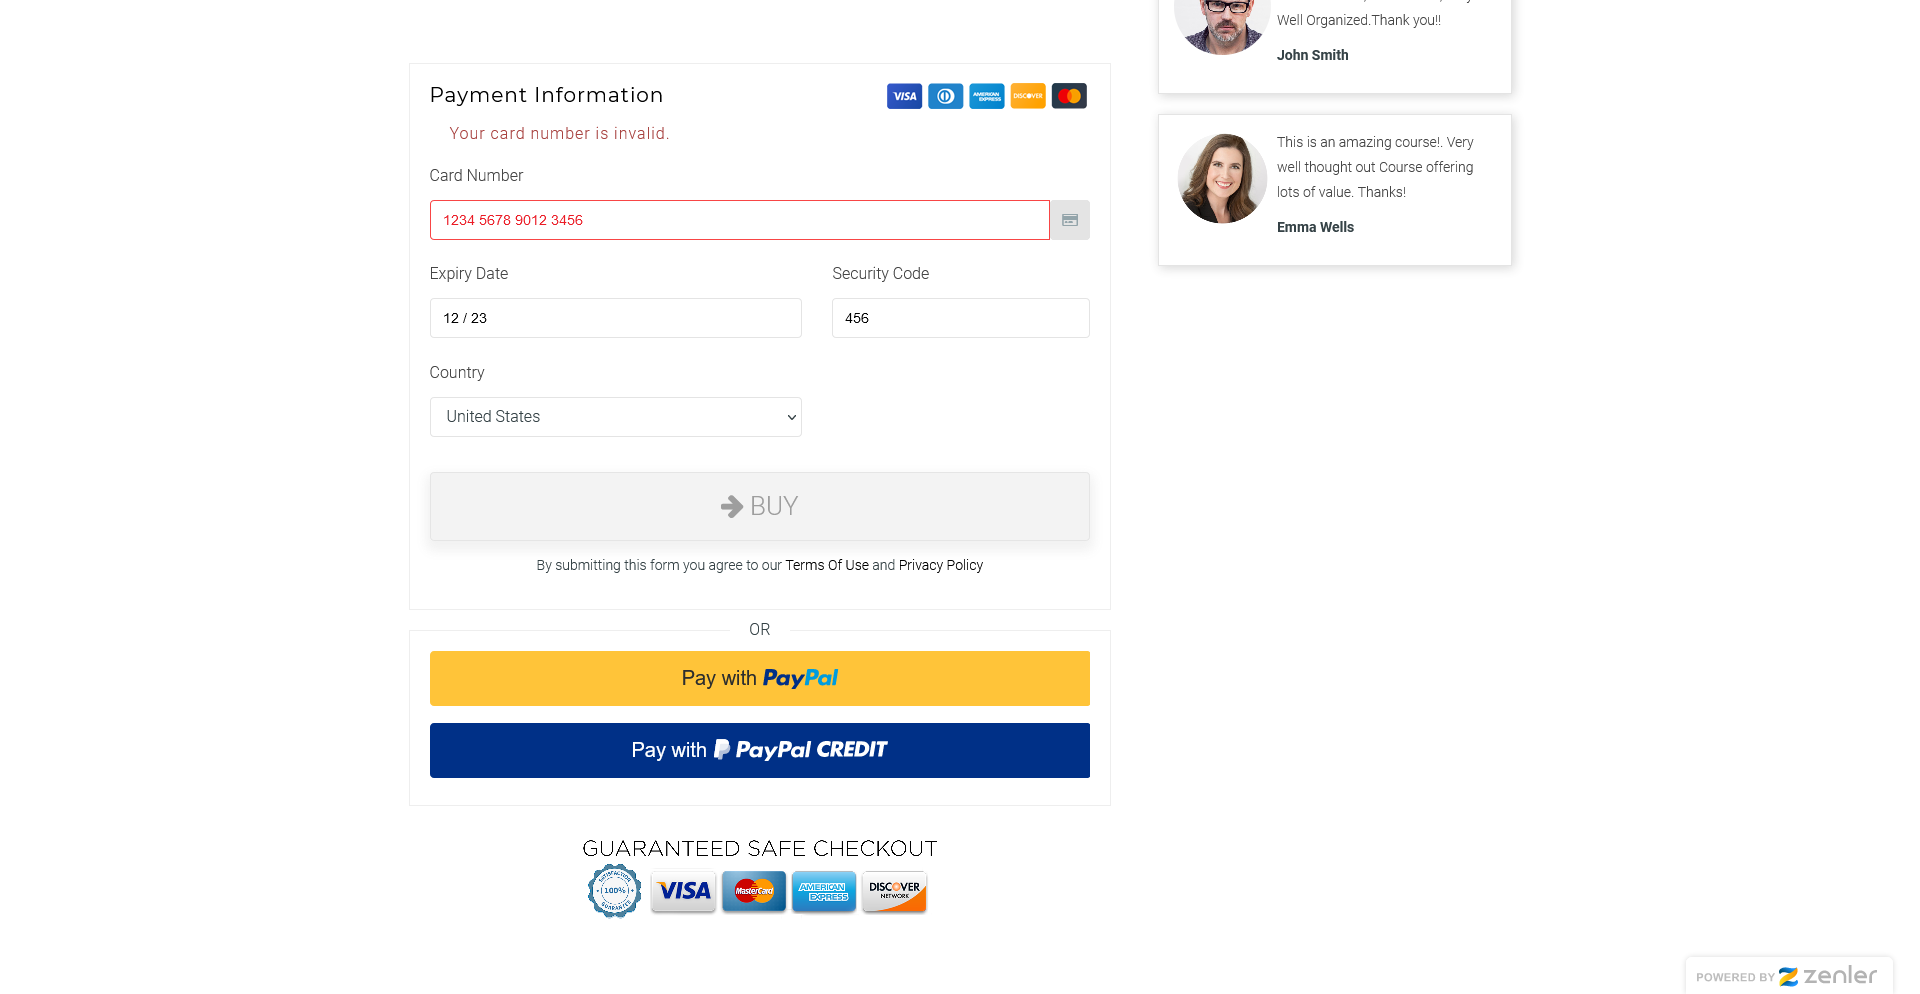 Well Organized.Thank you!!
John Smith
Payment Information
VISA
AMERICAN EXPRESS
DISCOVER
Your card number is invalid.
This is an amazing course!. Very
well thought out Course offering
lots of value. Thanks!
Emma Wells
Card Number
1234 5678 9012 3456
Expiry Date
Security Code
12 / 23
456
Country
United States
BUY
By submitting this form you agree to our Terms Of Use and Privacy Policy
OR
Pay with PayPal
Pay with PayPal CREDIT
GUARANTEED SAFE CHECKOUT
SATISFACTION
100%
GUARANTEE
VISA
MasterCard
AMERICAN
EXPRESS
DISCOVER
NETWORK
POWERED BY zenler